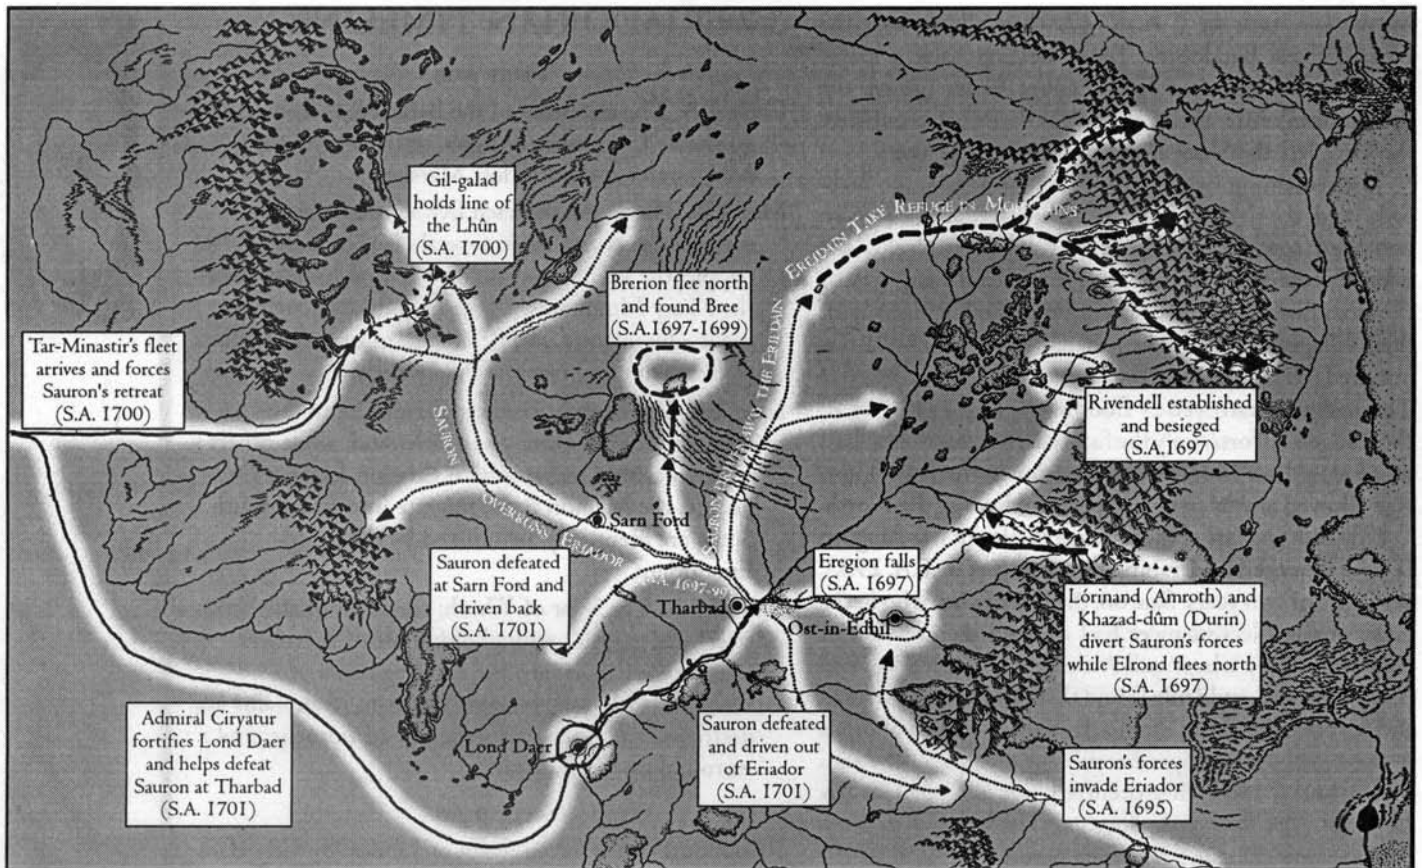 Gil-galad
holds line of
the Lhûn
(S.A. 1700)
Brerion flee north
and found Bree
(S.A.1697-1699)
TAKE REFUGE IN MOUNTAINS
Tar-Minastir's fleet
arrives and forces
Sauron's retreat
(S.A. 1700)
Rivendell established
and besieged
(S.A.1697)
SAURON OVERRUNS ERIADOR S.A. 1697-99
SAURON AWAY THE
Sarn Ford
Sauron defeated
at Sarn Ford and
driven back
(S.A. 1701)
Eregion falls
(S.A. 1697)
Tharbad
Ost-in-Edhil
Lórinand (Amroth) and
Khazad-dûm (Durin)
divert Sauron's forces
while Elrond flees north
(S.A. 1697)
Admiral Ciryatur
fortifies Lond Daer
and helps defeat
Sauron at Tharbad
(S.A. 1701)
Lond Daer
Sauron defeated
and driven out
of Eriador
(S.A. 1701)
Sauron's forces
invade Eriador
(S.A. 1695)